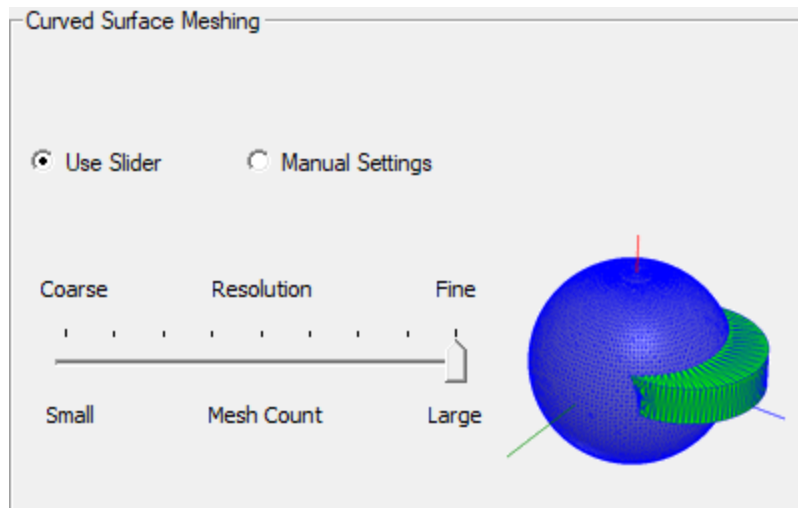 Curved Surface Meshing
Use Slider Manual Settings
Coarse Resolution Fine
Small Mesh Count Large